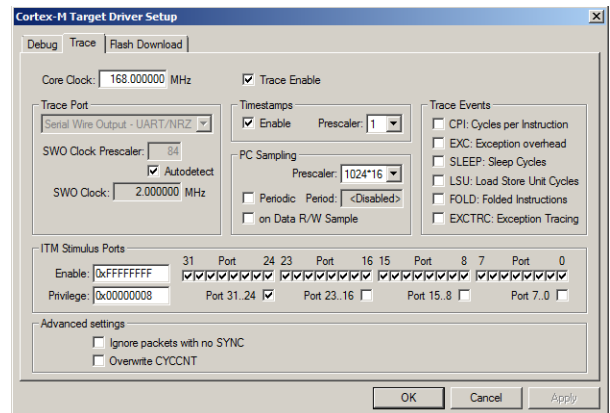 Cortex-M Target Driver Setup
Debug Trace Flash Download
Core Clock: 168.000000 MHz Trace Enable
Trace Port
Serial Wire Output - UART/NRZ
SWO Clock Prescaler: 84
Autodetect
SWO Clock: 2.000000 MHz
Timestamps
Enable Prescaler: 1
PC Sampling
Prescaler: 1024*16
Periodic Period: <Disabled>
on Data R/W Sample
Trace Events
CPI: Cycles per Instruction
EXC: Exception overhead
SLEEP: Sleep Cycles
LSU: Load Store Unit Cycles
FOLD: Folded Instructions
EXCTRC: Exception Tracing
ITM Stimulus Ports
31 Port 24 23 Port 16 15 Port 8 7 Port 0
Enable: 0xFFFFFFFF
Privilege: 0x00000008 Port 31..24 Port 23..16 Port 15..8 Port 7..0
Advanced settings
Ignore packets with no SYNC
Overwrite CYCCNT
OK Cancel Apply